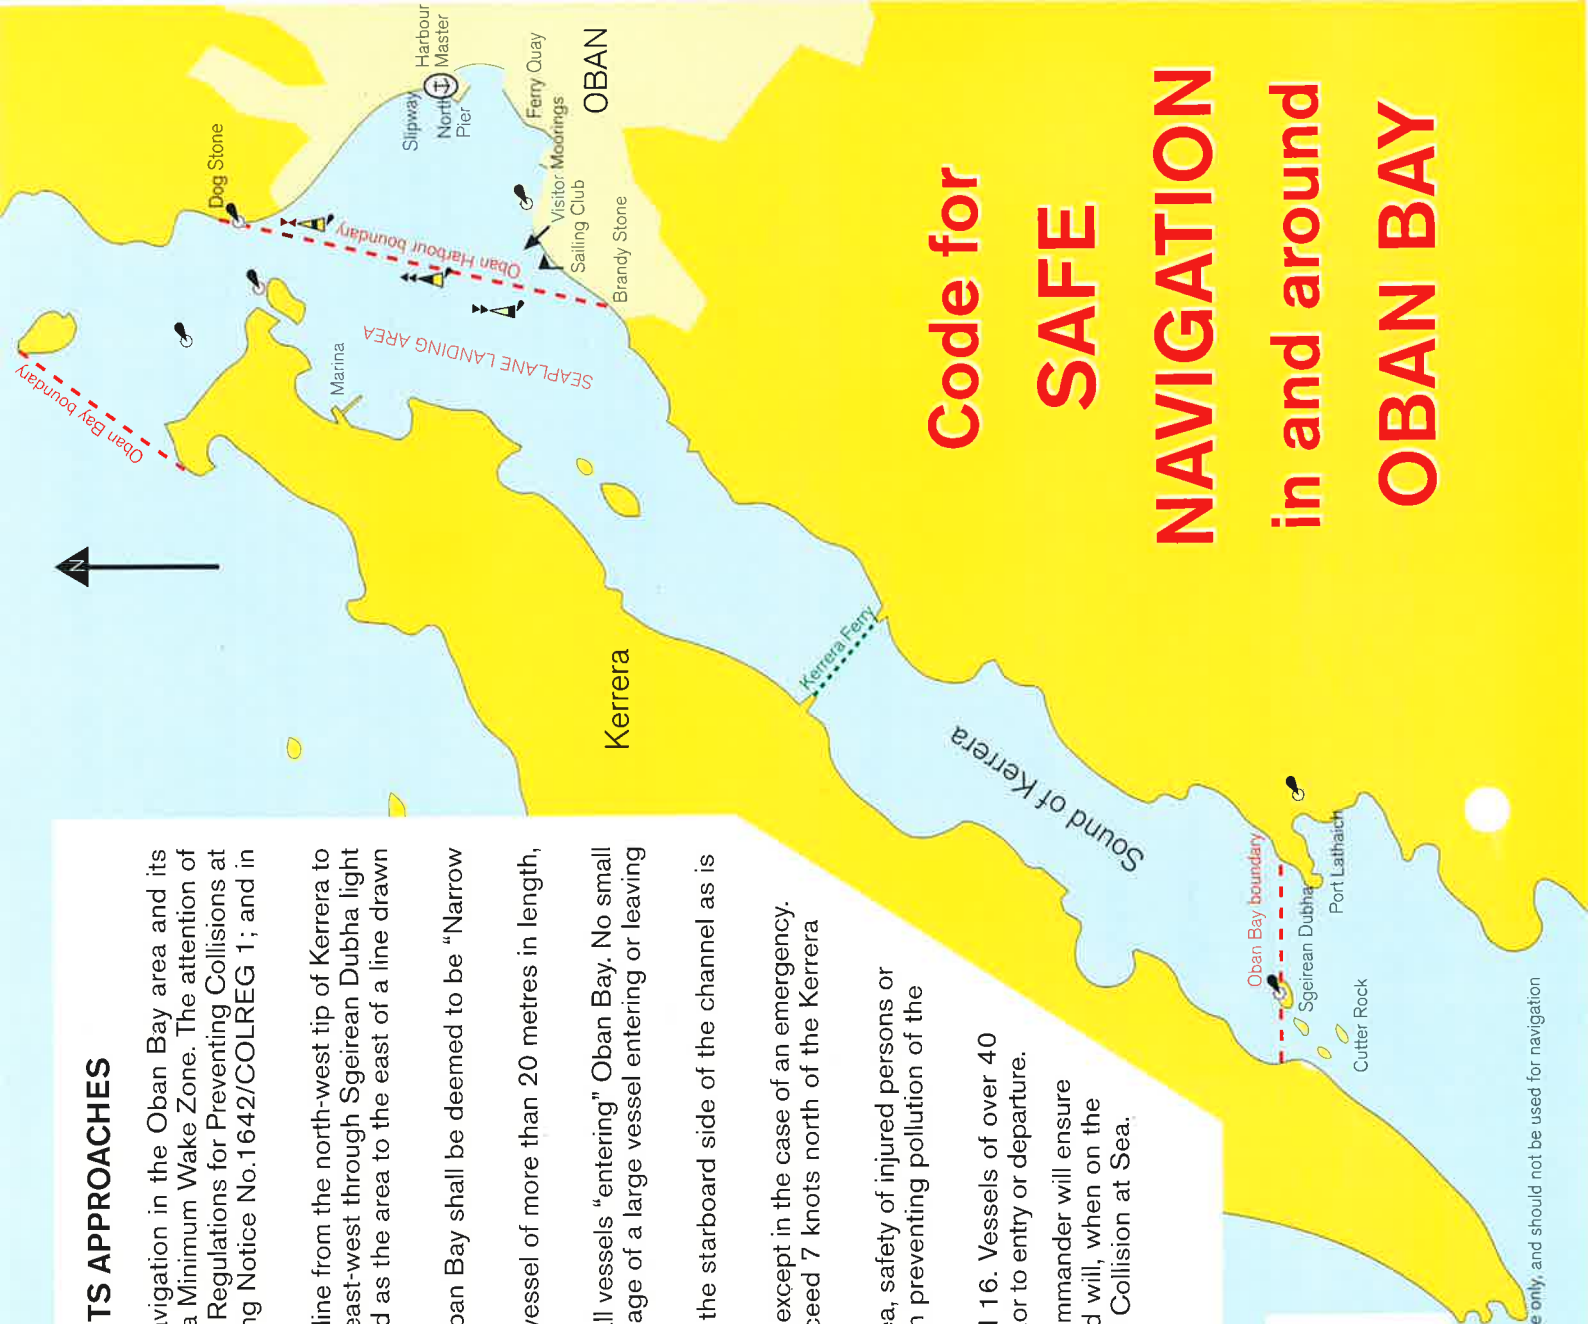 Code for
SAFE
NAVIGATION
in and around
OBAN BAY
TS APPROACHES
vigation in the Oban Bay area and its
a Minimum Wake Zone. The attention of
Regulations for Preventing Collisions at
ng Notice No.1642/COLREG 1; and in
line from the north-west tip of Kerrera to
east-west through Sgeirean Dubha light
d as the area to the east of a line drawn
ban Bay shall be deemed to be “Narrow
vessel of more than 20 metres in length,
ll vessels “entering” Oban Bay. No small
age of a large vessel entering or leaving
the starboard side of the channel as is
except in the case of an emergency.
ceed 7 knots north of the Kerrera
ea, safety of injured persons or
n preventing pollution of the
l 16. Vessels of over 40
or to entry or departure.
mmander will ensure
d will, when on the
Collision at Sea.
e only, and should not be used for navigation
Oban Bay boundary
N
Dog Stone
Slipway
Harbour
Master
North
Pier
Ferry Quay
OBAN
Oban Harbour boundary
Visitor Moorings
Sailing Club
Brandy Stone
SEAPLANE LANDING AREA
Marina
Kerrera
Kerrera Ferry
Sound of Kerrera
Oban Bay boundary
Sgeirean Dubha
Port Lathaich
Cutter Rock